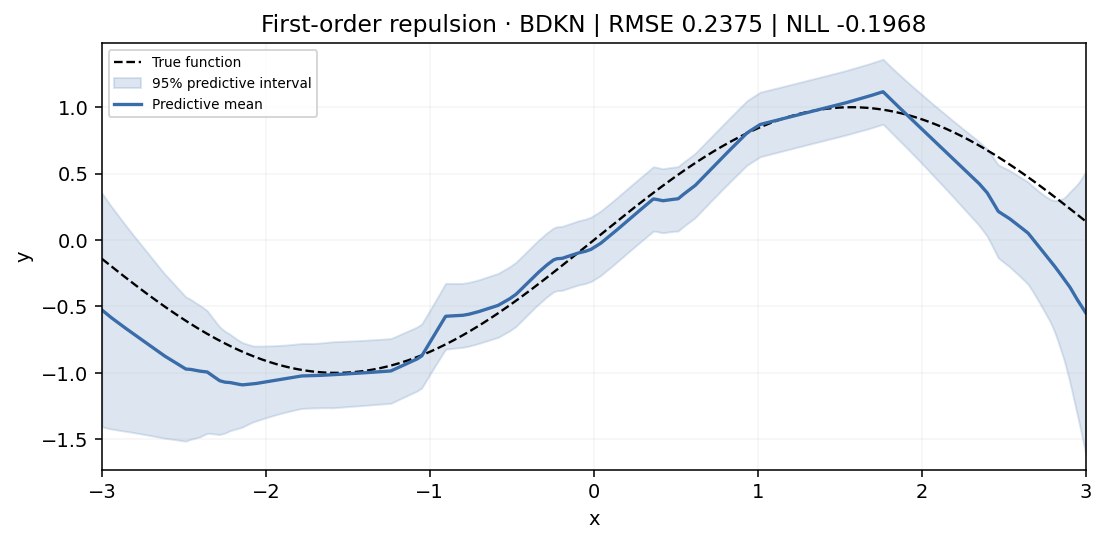 First-order repulsion · BDKN | RMSE 0.2375 | NLL -0.1968
True function
95% predictive interval
Predictive mean
1.0
0.5
0.0
−0.5
−1.0
−1.5
y
−3 −2 −1 0 1 2 3
x